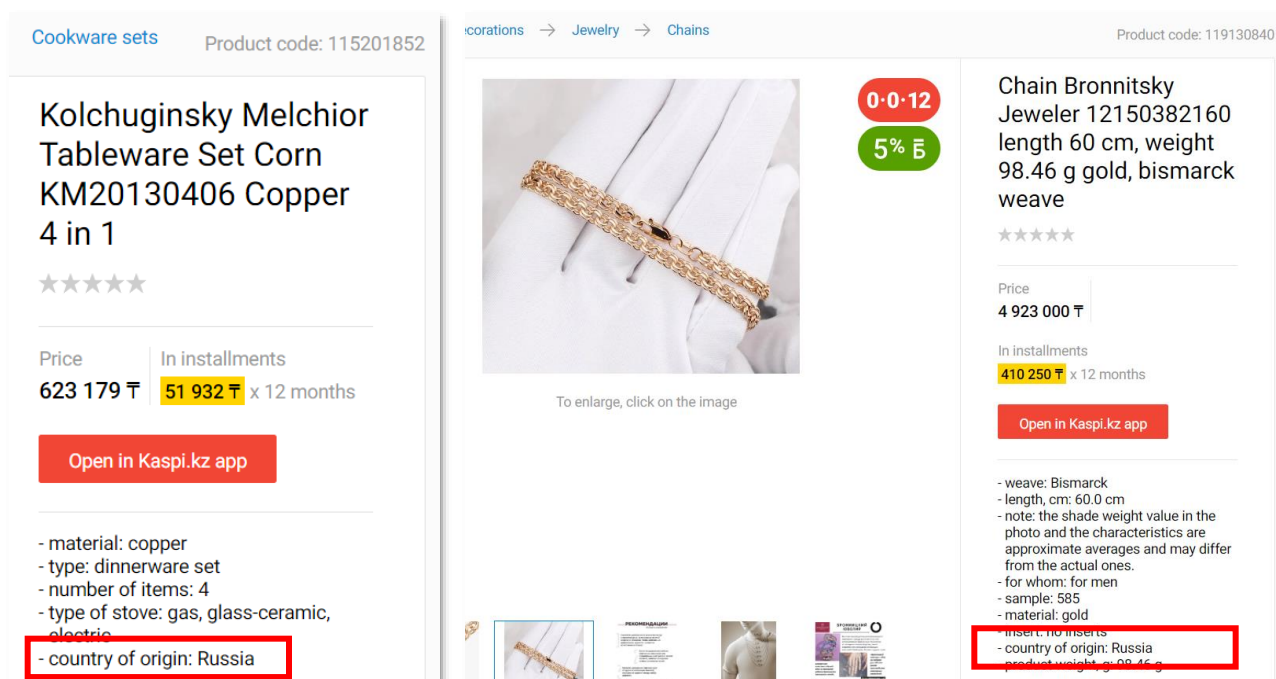 Cookware sets
Product code: 115201852
Kolchuginsky Melchior
Tableware Set Corn
KM20130406 Copper
4 in 1
Price
In installments
623 179 ₸
51 932 ₸ x 12 months
Open in Kaspi.kz app
- material: copper
- type: dinnerware set
- number of items: 4
- type of stove: gas, glass-ceramic,
electric
- country of origin: Russia
ecorations → Jewelry → Chains
Product code: 119130840
0·0·12
5% Б
To enlarge, click on the image
РЕКОМЕНДАЦИИ
Chain Bronnitsky
Jeweler 12150382160
length 60 cm, weight
98.46 g gold, bismarck
weave
Price
4 923 000 ₸
In installments
410 250 ₸ x 12 months
Open in Kaspi.kz app
- weave: Bismarck
- length, cm: 60.0 cm
- note: the shade weight value in the
photo and the characteristics are
approximate averages and may differ
from the actual ones.
- for whom: for men
- sample: 585
- material: gold
- insert: no inserts
- country of origin: Russia
- product weight, g: 98.46 g